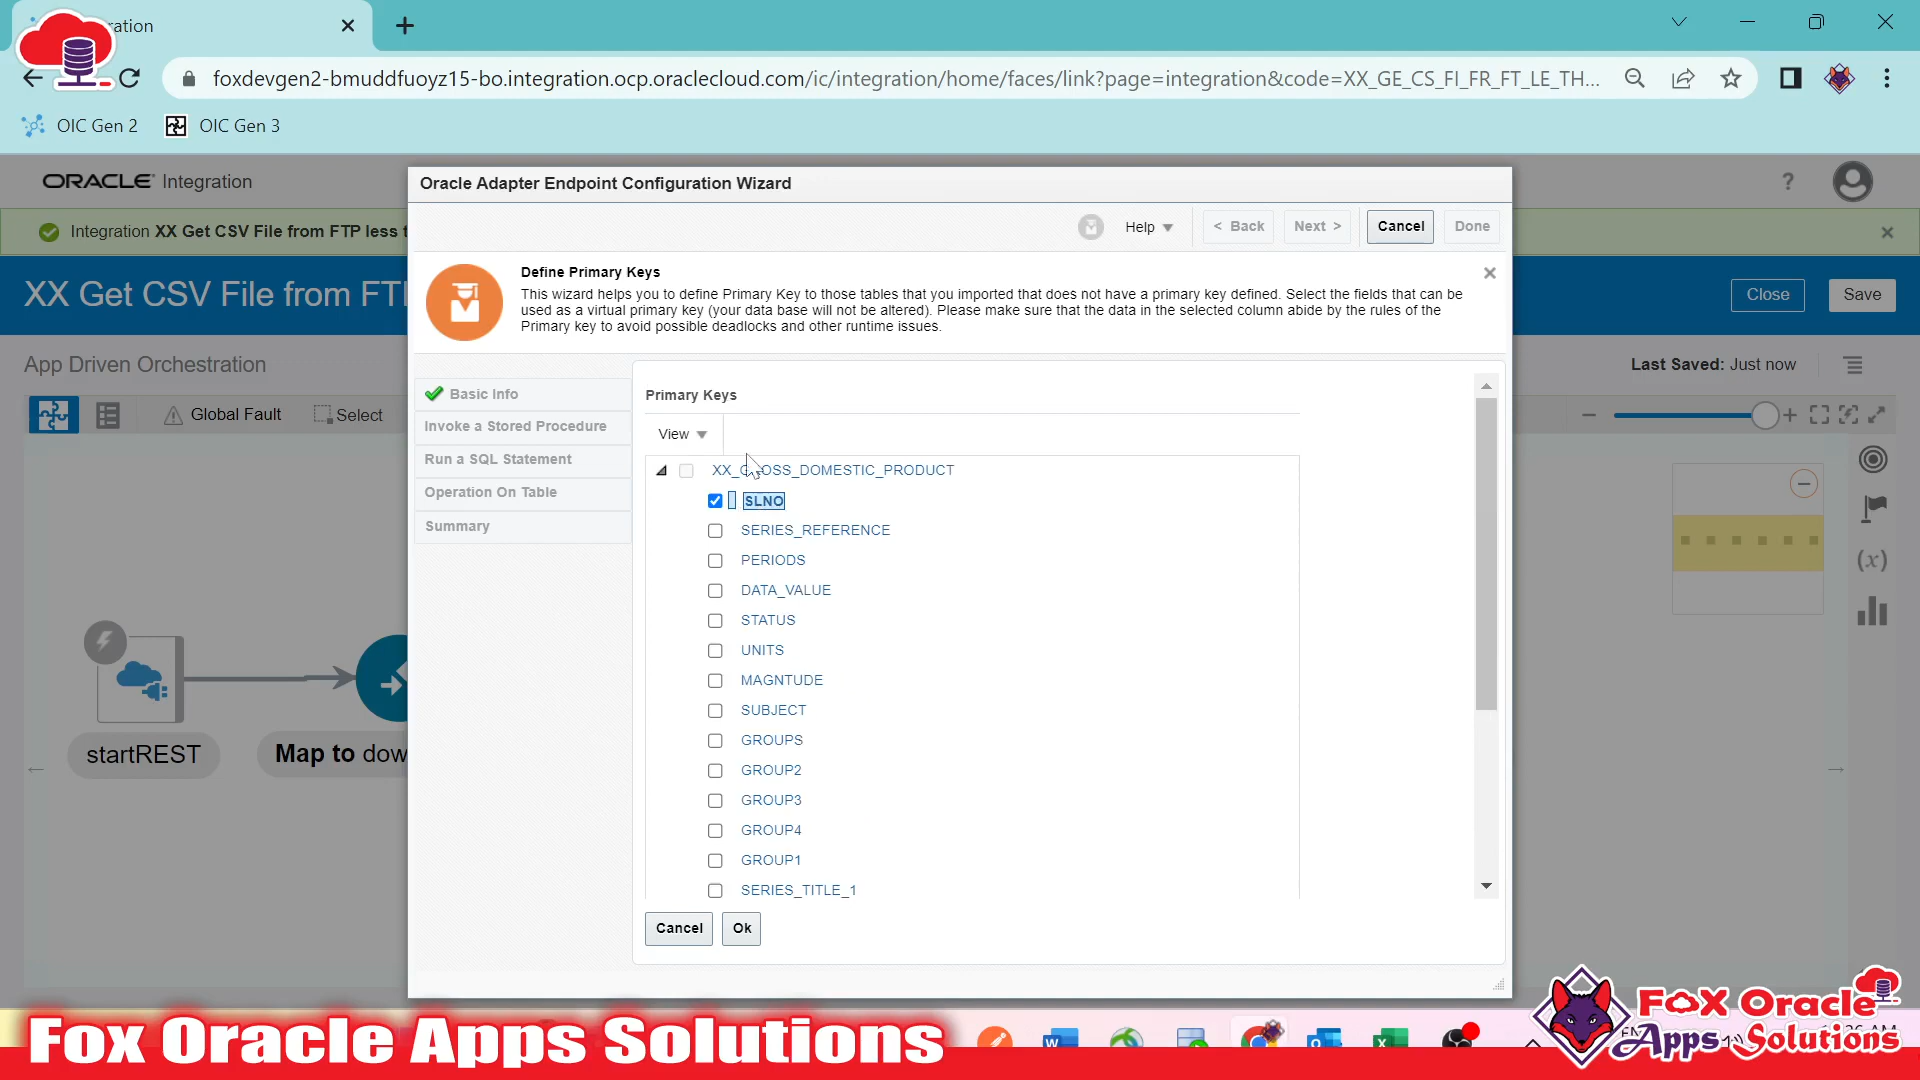 ration
foxdevgen2-bmuddfuoyz15-bo.integration.ocp.oraclecloud.com/ic/integration/home/faces/link?page=integration&code=XX_GE_CS_FI_FR_FT_LE_TH...
OIC Gen 2
OIC Gen 3
ORACLE Integration
Integration XX Get CSV File from FTP less t
XX Get CSV File from FTI
Close
Save
App Driven Orchestration
Last Saved: Just now
Global Fault
Select
startREST
Map to dow
Oracle Adapter Endpoint Configuration Wizard
Help
< Back
Next >
Cancel
Done
Define Primary Keys
This wizard helps you to define Primary Key to those tables that you imported that does not have a primary key defined. Select the fields that can be
used as a virtual primary key (your data base will not be altered). Please make sure that the data in the selected column abide by the rules of the
Primary key to avoid possible deadlocks and other runtime issues.
Basic Info
Invoke a Stored Procedure
Run a SQL Statement
Operation On Table
Summary
Primary Keys
View
XX_GROSS_DOMESTIC_PRODUCT
SLNO
SERIES_REFERENCE
PERIODS
DATA_VALUE
STATUS
UNITS
MAGNTUDE
SUBJECT
GROUPS
GROUP2
GROUP3
GROUP4
GROUP1
SERIES_TITLE_1
Cancel
Ok
Fox Oracle Apps Solutions
FoX Oracle
Apps Solutions